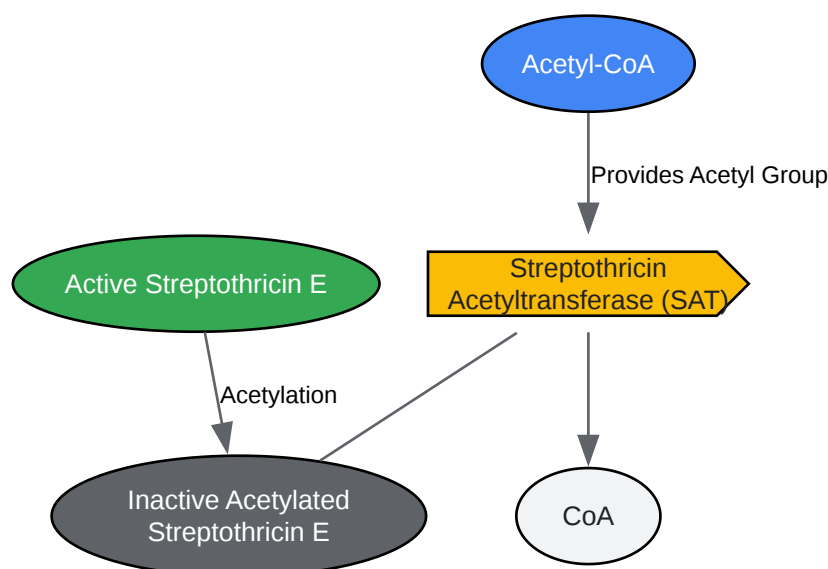 Acetyl-CoA
Provides Acetyl Group
Streptothricin
Acetyltransferase (SAT)
Active Streptothricin E
Acetylation
Inactive Acetylated
Streptothricin E
CoA